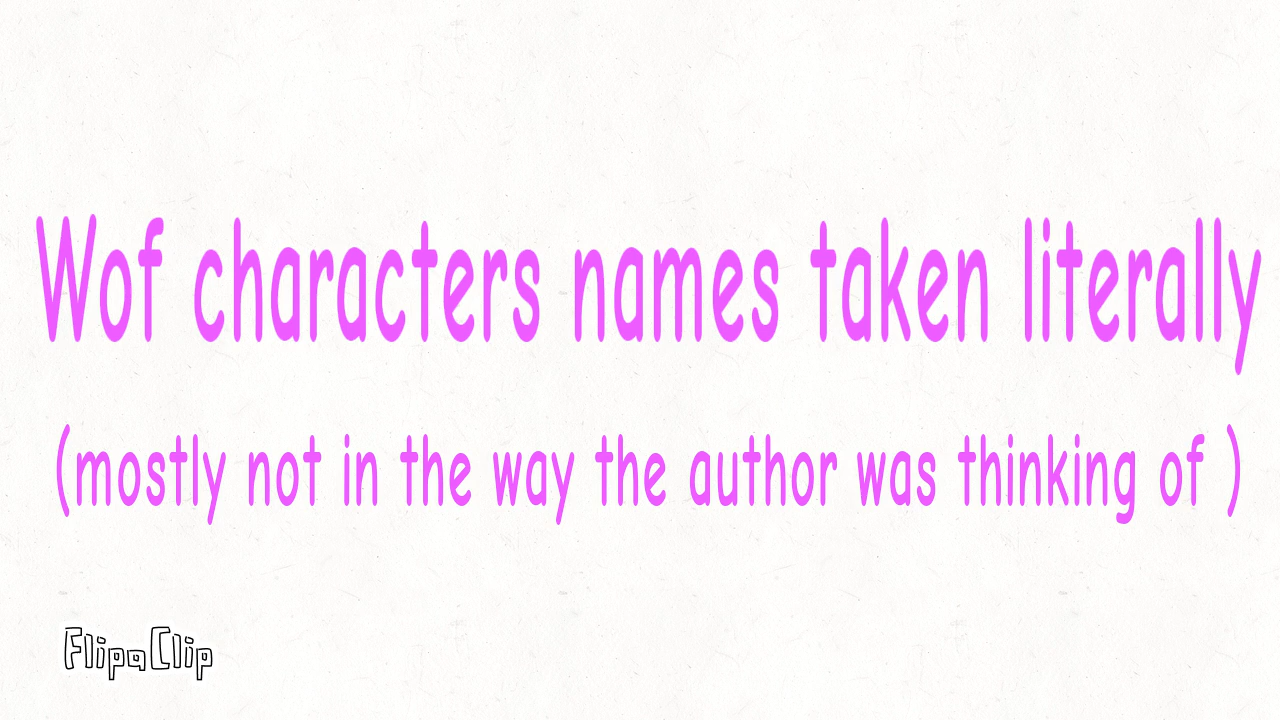 Wof characters names taken literally
(mostly not in the way the author was thinking of )
FlipaClip